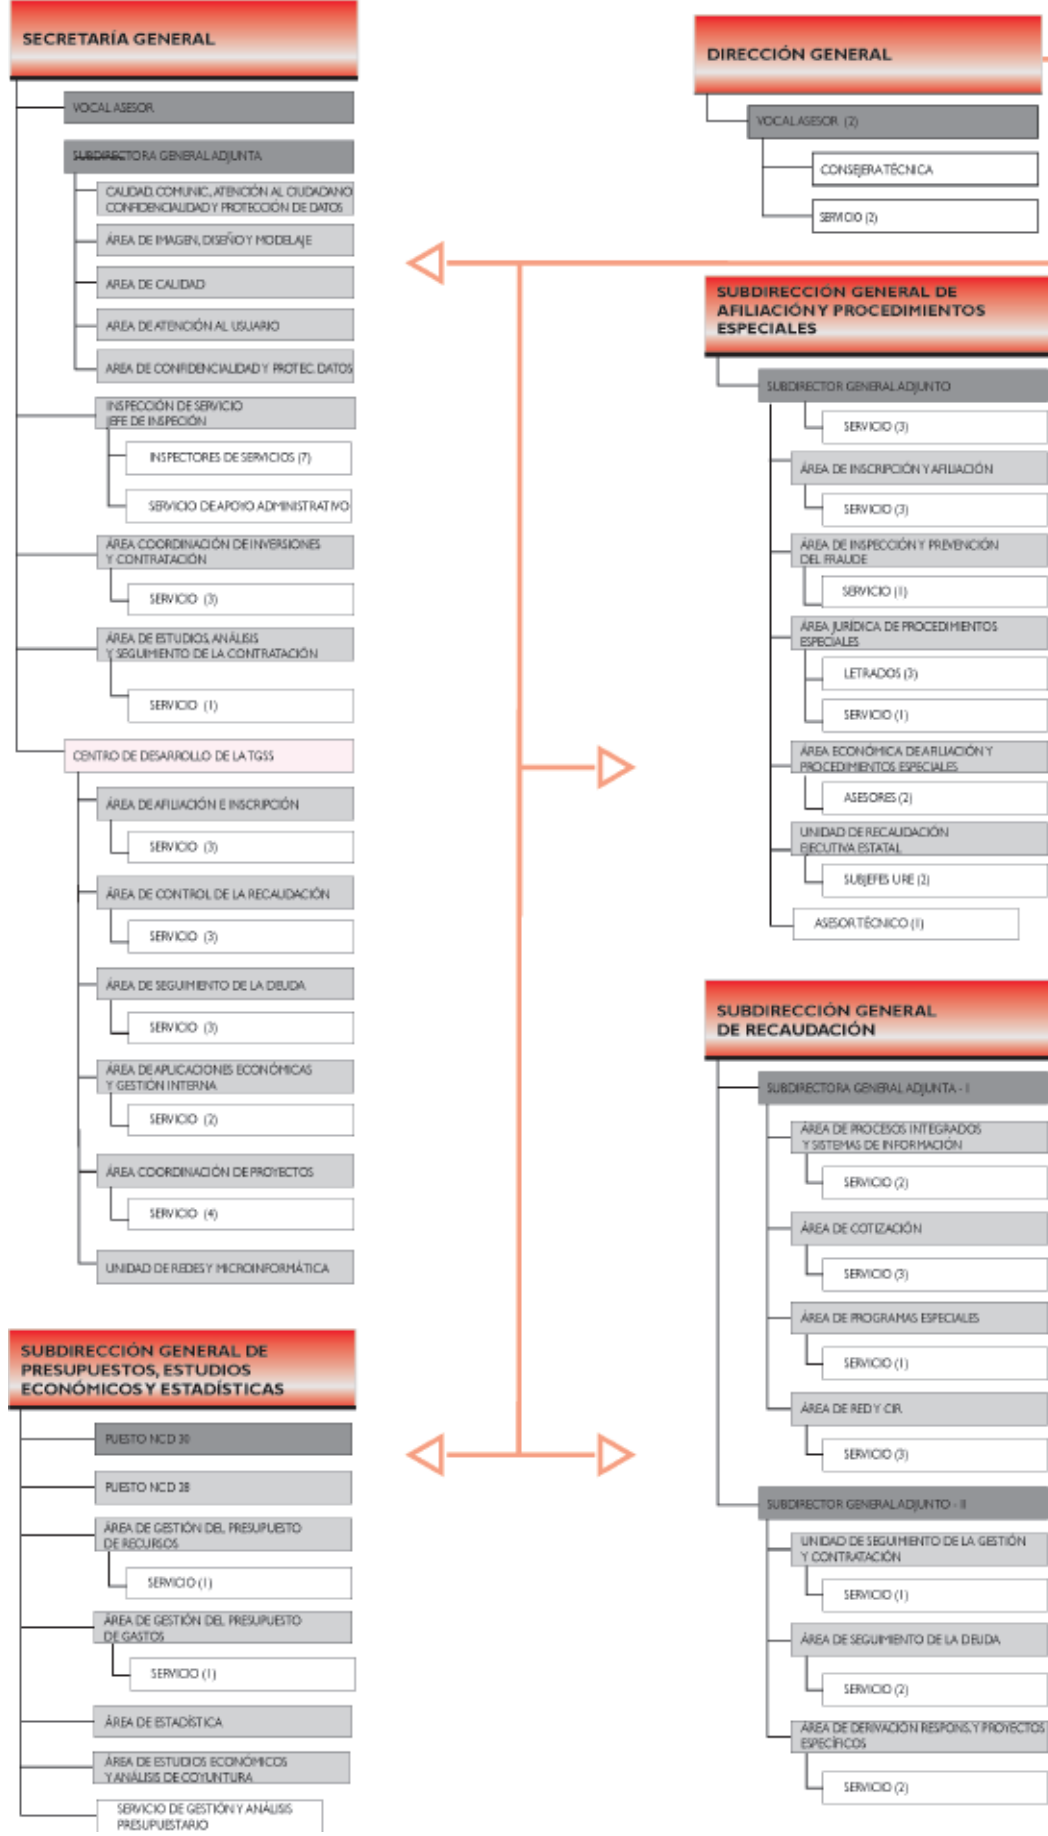 SECRETARÍA GENERAL
VOCAL ASESOR
SUBDIRECTORA GENERAL ADJUNTA
CALIDAD, COMUNIC, ATENCIÓN AL CIUDADANO
CONFIDENCIALIDAD Y PROTECCIÓN DE DATOS
ÁREA DE IMAGEN, DISEÑO Y MODELAJE
AREA DE CALIDAD
AREA DE ATENCIÓN AL USUARIO
AREA DE CONFIDENCIALIDAD Y PROTEC. DATOS
INSPECCIÓN DE SERVICIO
JEFE DE INSPECIÓN
INSPECTORES DE SERVICIOS (7)
SERVICIO DE APOYO ADMINISTRATIVO
ÁREA COORDINACIÓN DE INVERSIONES
Y CONTRATACIÓN
SERVICIO (3)
ÁREA DE ESTUDIOS, ANÁLISIS
Y SEGUIMIENTO DE LA CONTRATACIÓN
SERVICIO (1)
CENTRO DE DESARROLLO DE LA TGSS
ÁREA DE AFILIACIÓN E INSCRIPCIÓN
SERVICIO (3)
ÁREA DE CONTROL DE LA RECAUDACIÓN
SERVICIO (3)
ÁREA DE SEGUIMIENTO DE LA DEUDA
SERVICIO (3)
ÁREA DE APLICACIONES ECONÓMICAS
Y GESTIÓN INTERNA
SERVICIO (2)
ÁREA COORDINACIÓN DE PROYECTOS
SERVICIO (4)
UNIDAD DE REDES Y MICROINFORMÁTICA
SUBDIRECCIÓN GENERAL DE
PRESUPUESTOS, ESTUDIOS
ECONÓMICOS Y ESTADÍSTICAS
PUESTO NCD 30
PUESTO NCD 28
ÁREA DE GESTIÓN DEL PRESUPUESTO
DE RECURSOS
SERVICIO (1)
ÁREA DE GESTIÓN DEL PRESUPUESTO
DE GASTOS
SERVICIO (1)
ÁREA DE ESTADÍSTICA
ÁREA DE ESTUDIOS ECONÓMICOS
Y ANÁLISIS DE COYUNTURA
SERVICIO DE GESTIÓN Y ANÁLISIS
PRESUPUESTARIO
DIRECCIÓN GENERAL
VOCAL ASESOR (2)
CONSEJERA TÉCNICA
SERVICIO (2)
SUBDIRECCIÓN GENERAL DE
AFILIACIÓN Y PROCEDIMIENTOS
ESPECIALES
SUBDIRECTOR GENERAL ADJUNTO
SERVICIO (3)
ÁREA DE INSCRIPCIÓN Y AFILIACIÓN
SERVICIO (3)
ÁREA DE INSPECCIÓN Y PREVENCIÓN
DEL FRAUDE
SERVICIO (1)
ÁREA JURÍDICA DE PROCEDIMIENTOS
ESPECIALES
LETRADOS (3)
SERVICIO (1)
ÁREA ECONÓMICA DE AFILIACIÓN Y
PROCEDIMIENTOS ESPECIALES
ASESORES (2)
UNIDAD DE RECAUDACIÓN
EJECUTIVA ESTATAL
SUBJEFES URE (2)
ASESOR TÉCNICO (1)
SUBDIRECCIÓN GENERAL
DE RECAUDACIÓN
SUBDIRECTORA GENERAL ADJUNTA - I
ÁREA DE PROCESOS INTEGRADOS
Y SISTEMAS DE INFORMACIÓN
SERVICIO (2)
ÁREA DE COTIZACIÓN
SERVICIO (3)
ÁREA DE PROGRAMAS ESPECIALES
SERVICIO (1)
ÁREA DE RED Y CIR.
SERVICIO (3)
SUBDIRECTOR GENERAL ADJUNTO - II
UNIDAD DE SEGUIMIENTO DE LA GESTIÓN
Y CONTRATACIÓN
SERVICIO (1)
ÁREA DE SEGUIMIENTO DE LA DEUDA
SERVICIO (2)
ÁREA DE DERIVACIÓN RESPONS. Y PROYECTOS
ESPECÍFICOS
SERVICIO (2)